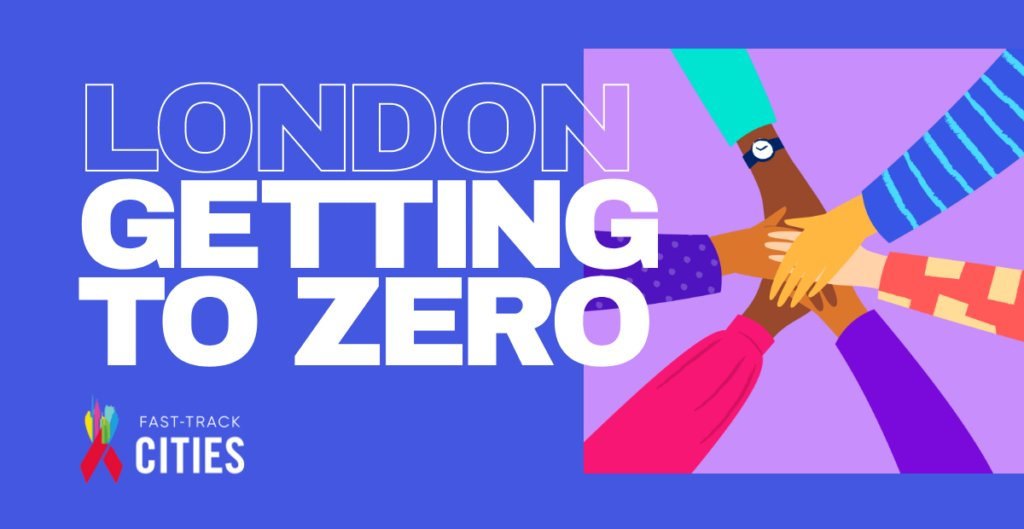 LONDON
GETTING
TO ZERO
FAST-TRACK
CITIES